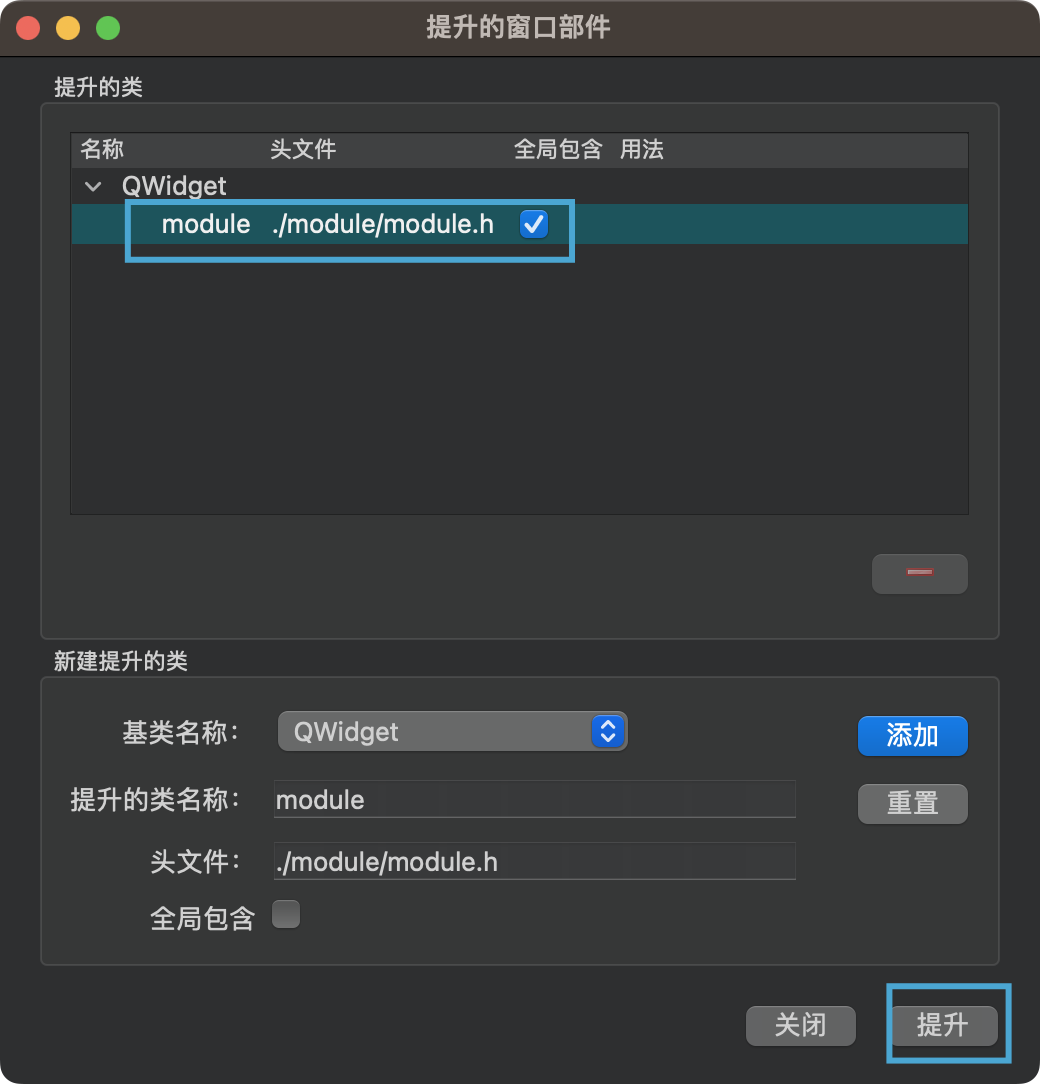 提升的窗口部件
提升的类
名称 头文件 全局包含 用法
QWidget
module ./module/module.h
新建提升的类
基类名称： QWidget 添加
提升的类名称： module 重置
头文件： ./module/module.h
全局包含
关闭 提升